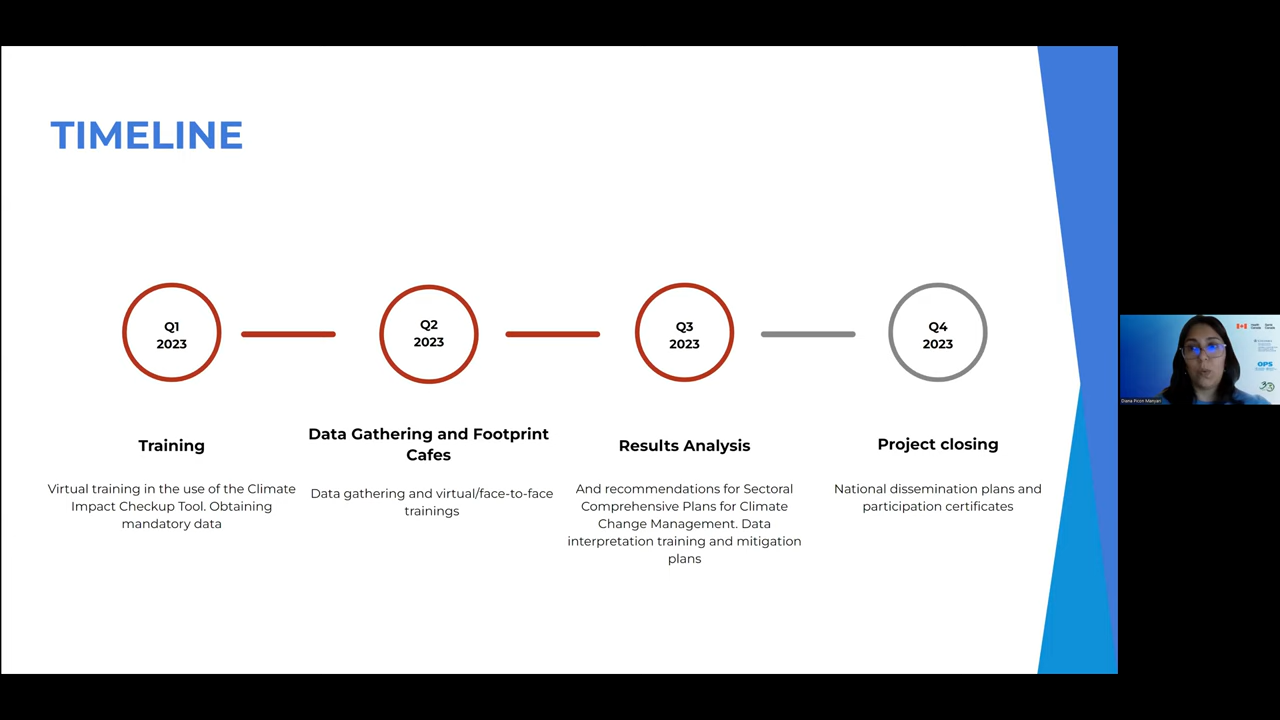 TIMELINE
Q1
2023
Q2
2023
Q3
2023
Q4
2023
Training
Virtual training in the use of the Climate
Impact Checkup Tool. Obtaining
mandatory data
Data Gathering and Footprint
Cafes
Data gathering and virtual/face-to-face
trainings
Results Analysis
And recommendations for Sectoral
Comprehensive Plans for Climate
Change Management. Data
interpretation training and mitigation
plans
Project closing
National dissemination plans and
participation certificates
OPS